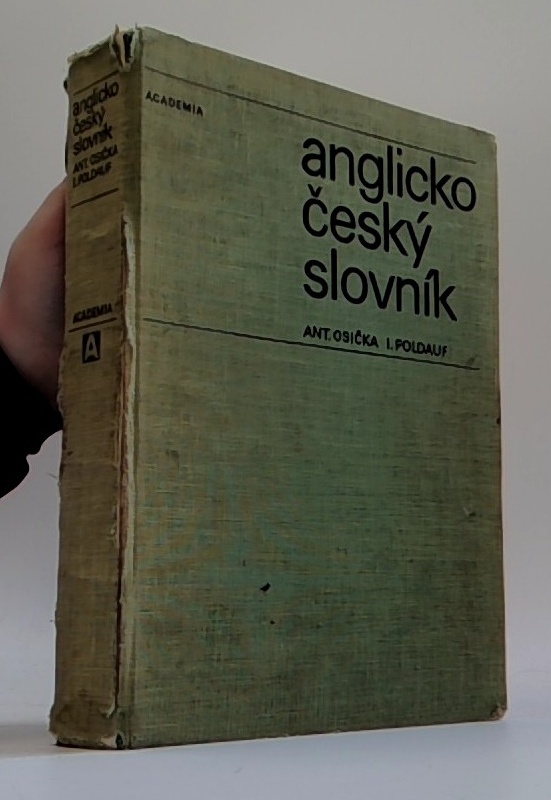 anglicko
český
slovník
ANT. OSIČKA
I. POLDAUF
ACADEMIA
A
ACADEMIA
anglicko
český
slovník
ANT. OSIČKA I. POLDAUF